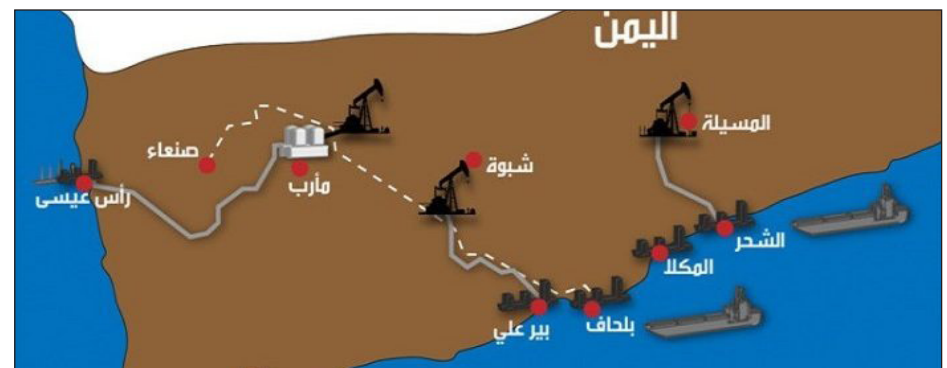 اليمن
المسيلة
شبوة
صنعاء
مأرب
رأس عيسى
الشحر
المكلا
بلحاف
بير علي